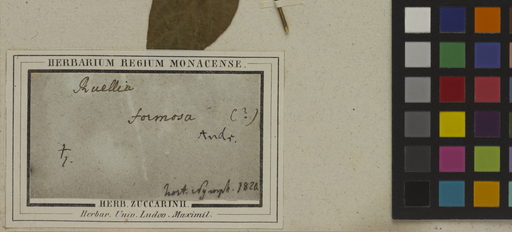 HERBARIUM REGIUM MONACENSE.
Ruellia
formosa (?)
Andr.
hort. Nymph. 1820.
HERB. ZUCCARINII.
Herbar. Univ. Ludov. Maximil.